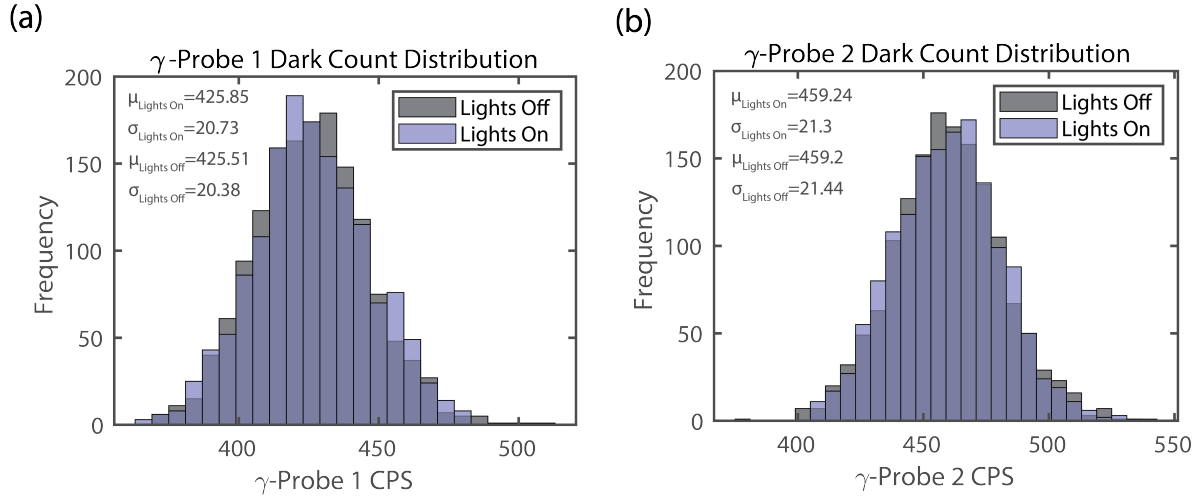 (a)
γ-Probe 1 Dark Count Distribution
μLights On=425.85
σLights On=20.73
μLights Off=425.51
σLights Off=20.38
Lights Off
Lights On
200
150
100
50
0
Frequency
400 450 500
γ-Probe 1 CPS
(b)
γ-Probe 2 Dark Count Distribution
μLights On=459.24
σLights On=21.3
μLights Off=459.2
σLights Off=21.44
Lights Off
Lights On
200
150
100
50
0
Frequency
400 450 500 550
γ-Probe 2 CPS